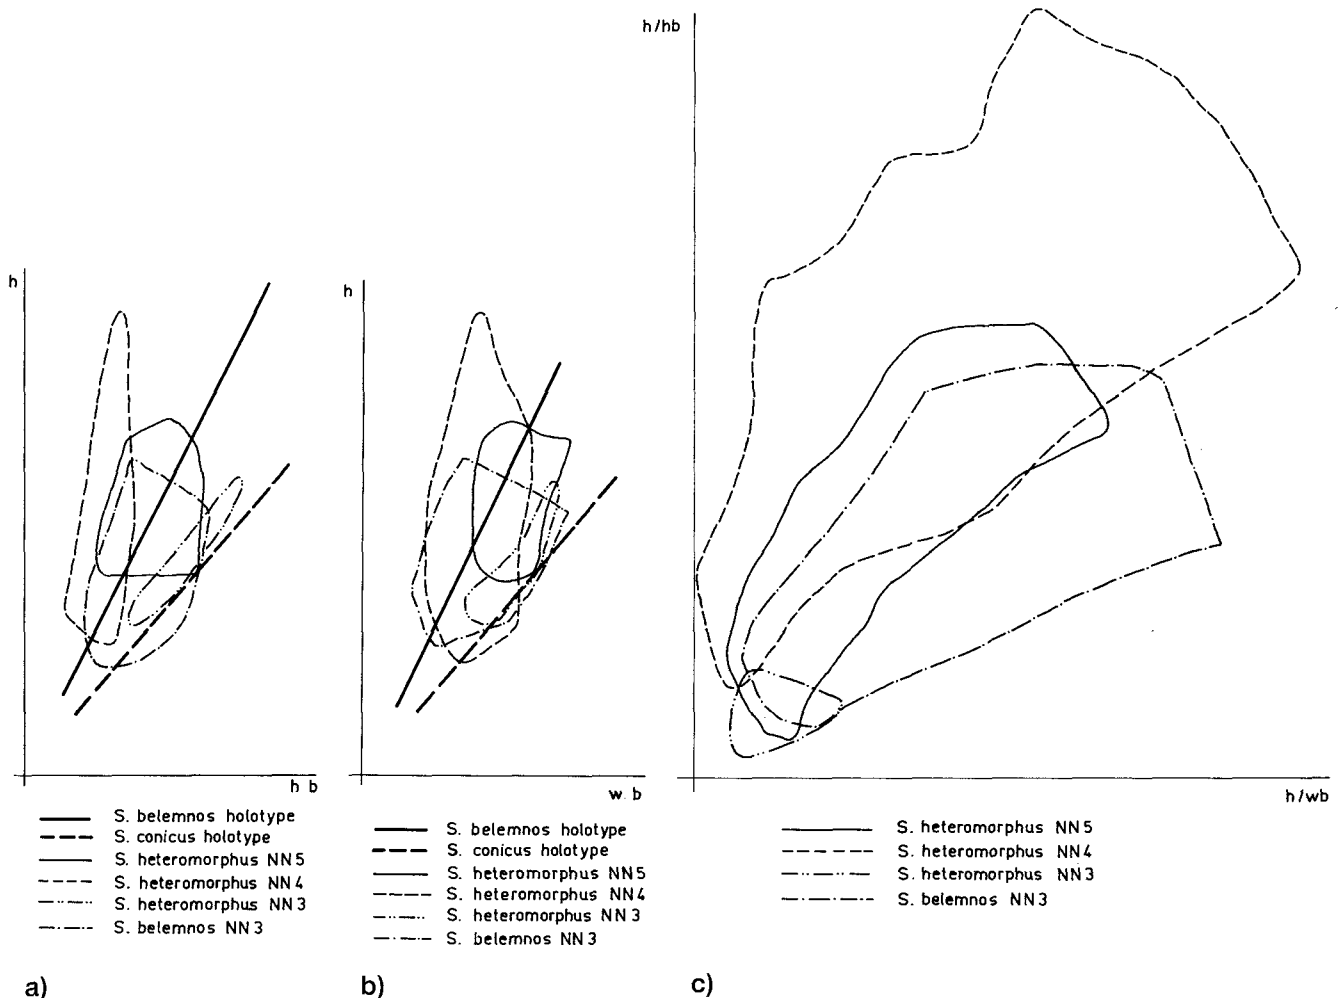 h
h b
S. belemnos holotype
S. conicus holotype
S. heteromorphus NN5
S. heteromorphus NN4
S. heteromorphus NN3
S. belemnos NN3
a)
h
w. b
S. belemnos holotype
S. conicus holotype
S. heteromorphus NN5
S. heteromorphus NN4
S. heteromorphus NN3
S. belemnos NN3
b)
h/hb
h/wb
S. heteromorphus NN5
S. heteromorphus NN4
S. heteromorphus NN3
S. belemnos NN3
c)